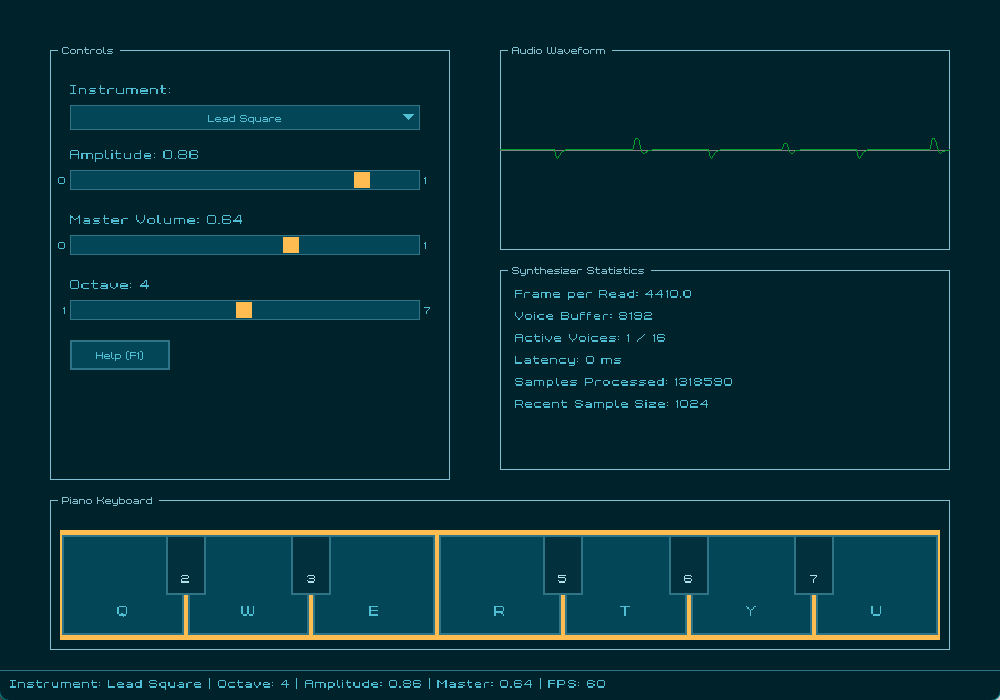 Controls
Instrument:
Lead Square
Amplitude: 0.86
0 1
Master Volume: 0.64
0 1
Octave: 4
1 7
Help (F1)
Audio Waveform
Synthesizer Statistics
Frame per Read: 4410.0
Voice Buffer: 8192
Active Voices: 1 / 16
Latency: 0 ms
Samples Processed: 1318590
Recent Sample Size: 1024
Piano Keyboard
2 3 5 6 7
Q W E R T Y U
Instrument: Lead Square | Octave: 4 | Amplitude: 0.86 | Master: 0.64 | FPS: 60